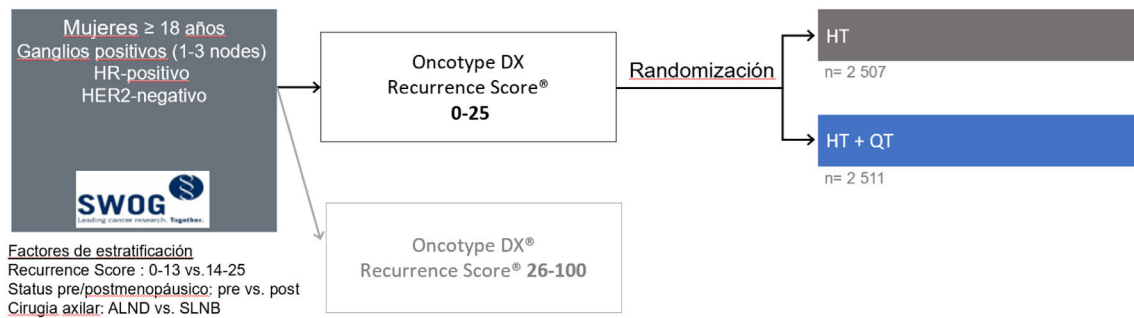 Mujeres ≥ 18 años
Ganglios positivos (1-3 nodes)
HR-positivo
HER2-negativo
SWOG
Leading cancer research. Together.
Factores de estratificación
Recurrence Score : 0-13 vs.14-25
Status pre/postmenopáusico: pre vs. post
Cirugia axilar: ALND vs. SLNB
Oncotype DX
Recurrence Score®
0-25
Oncotype DX®
Recurrence Score® 26-100
Randomización
HT
n= 2 507
HT + QT
n= 2 511